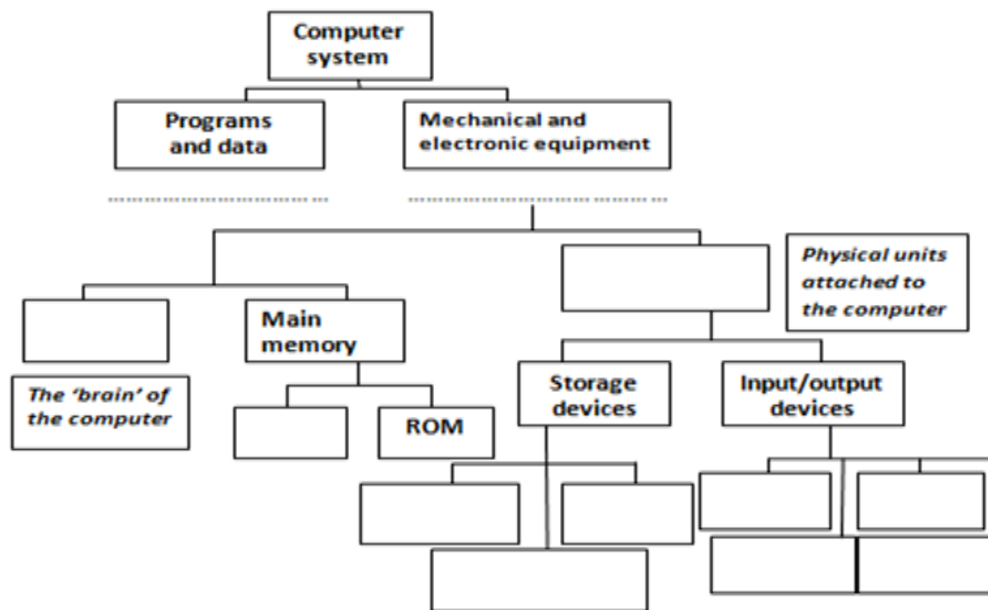 Computer
system
Programs
and data
Mechanical and
electronic equipment
Physical units
attached to
the computer
Main
memory
The ‘brain’ of
the computer
ROM
Storage
devices
Input/output
devices